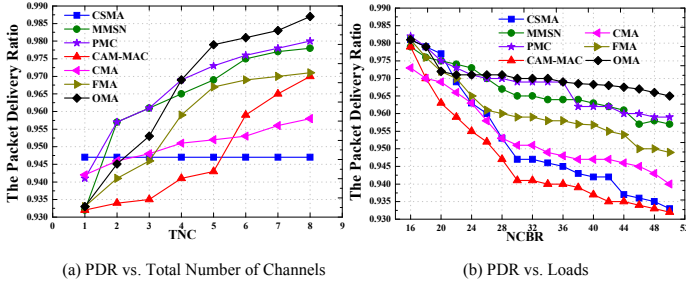 The Packet Delivery Ratio
0.990
0.985
0.980
0.975
0.970
0.965
0.960
0.955
0.950
0.945
0.940
0.935
0.930
CSMA
MMSN
PMC
CAM-MAC
CMA
FMA
OMA
0 1 2 3 4 5 6 7 8 9
TNC
(a) PDR vs. Total Number of Channels
The Packet Delivery Ratio
0.990
0.985
0.980
0.975
0.970
0.965
0.960
0.955
0.950
0.945
0.940
0.935
0.930
CSMA
MMSN CMA
PMC FMA
CAM-MAC OMA
16 20 24 28 32 36 40 44 48 52
NCBR
(b) PDR vs. Loads